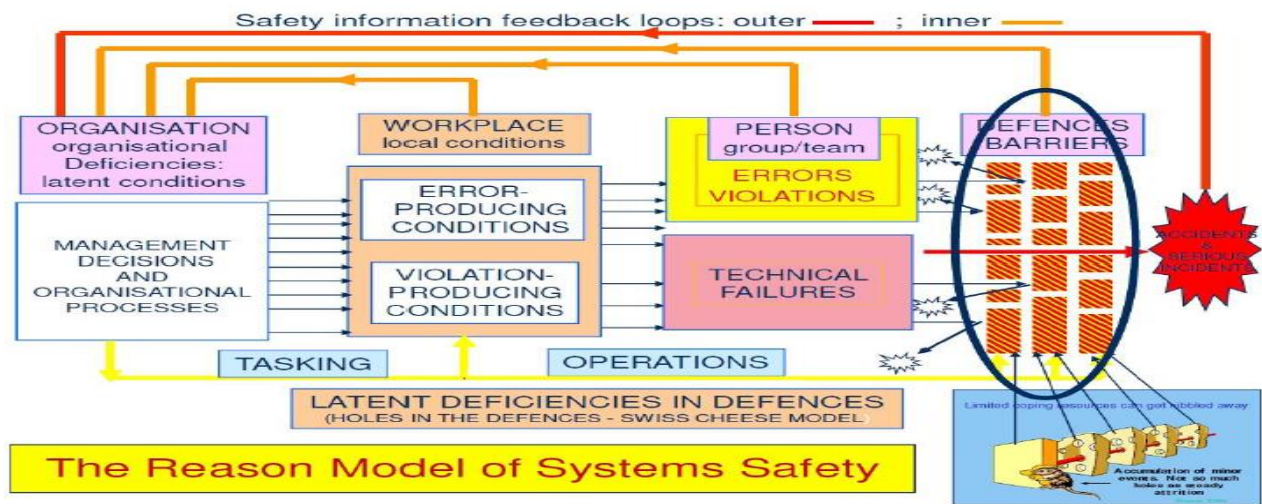 Safety information feedback loops: outer ; inner
ORGANISATION
organisational
Deficiencies:
latent conditions
WORKPLACE
local conditions
PERSON
group/team
DEFENCES
BARRIERS
MANAGEMENT
DECISIONS
AND
ORGANISATIONAL
PROCESSES
ERROR-
PRODUCING
CONDITIONS
VIOLATION-
PRODUCING
CONDITIONS
ERRORS
VIOLATIONS
TECHNICAL
FAILURES
ACCIDENTS
&
SERIOUS
INCIDENTS
TASKING
OPERATIONS
LATENT DEFICIENCIES IN DEFENCES
(HOLES IN THE DEFENCES - SWISS CHEESE MODEL)
The Reason Model of Systems Safety
Limited coping resources can get nibbled away
Accumulation of minor
events. Not so much
holes as steady
attrition